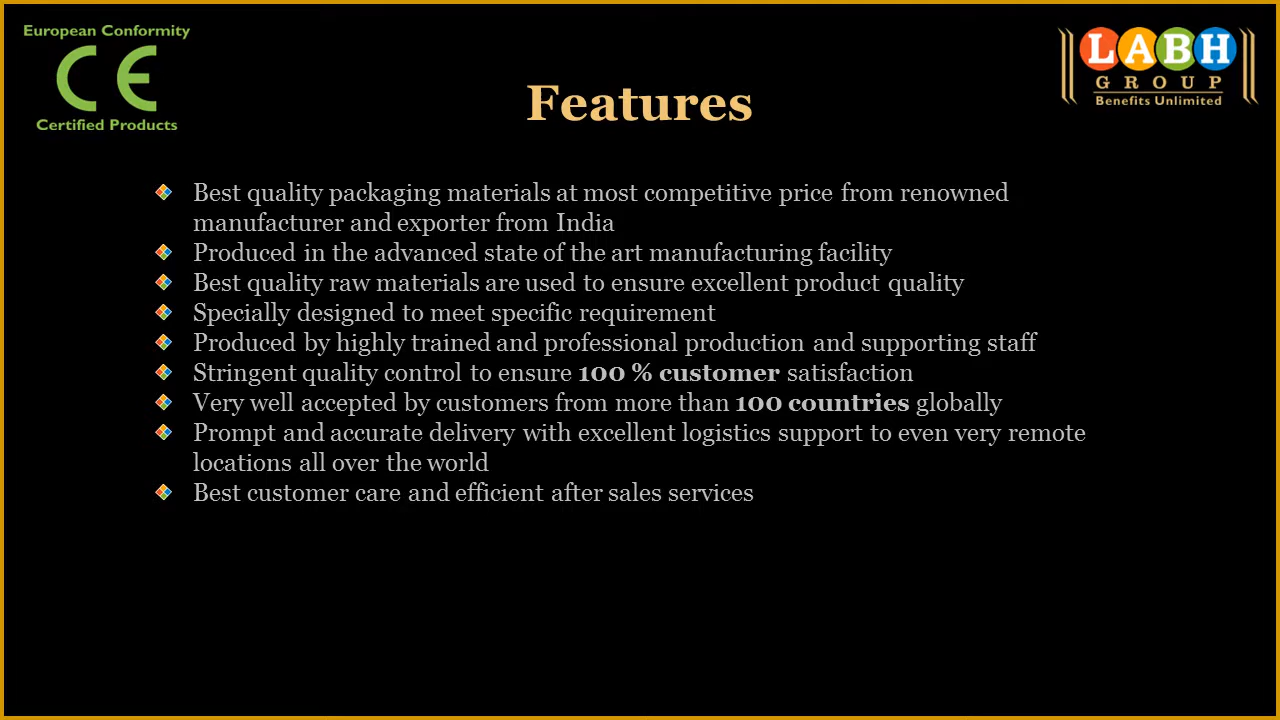 European Conformity
CE
Certified Products
LABH
GROUP
Benefits Unlimited
Features
Best quality packaging materials at most competitive price from renowned
manufacturer and exporter from India
Produced in the advanced state of the art manufacturing facility
Best quality raw materials are used to ensure excellent product quality
Specially designed to meet specific requirement
Produced by highly trained and professional production and supporting staff
Stringent quality control to ensure 100 % customer satisfaction
Very well accepted by customers from more than 100 countries globally
Prompt and accurate delivery with excellent logistics support to even very remote
locations all over the world
Best customer care and efficient after sales services